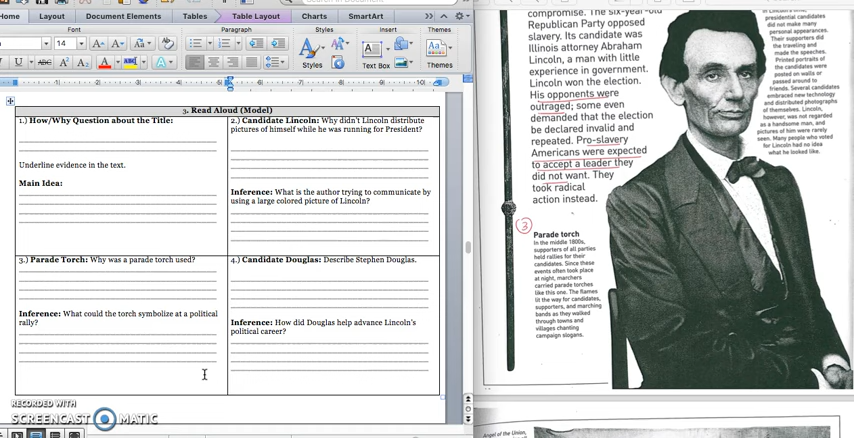 Search in Document
Home Layout Document Elements Tables Table Layout Charts SmartArt
Font Paragraph Styles Insert Themes
14 A A Aa
U ABC A A A ABC A Styles Text Box Themes
3. Read Aloud (Model)
1.) How/Why Question about the Title:
Underline evidence in the text.
Main Idea:
2.) Candidate Lincoln: Why didn't Lincoln distribute
pictures of himself while he was running for President?
Inference: What is the author trying to communicate by
using a large colored picture of Lincoln?
3.) Parade Torch: Why was a parade torch used?
Inference: What could the torch symbolize at a political
rally?
4.) Candidate Douglas: Describe Stephen Douglas.
Inference: How did Douglas help advance Lincoln's
political career?
RECORDED WITH
SCREENCAST MATIC
compromise. The six-year-old
Republican Party opposed
slavery. Its candidate was
Illinois attorney Abraham
Lincoln, a man with little
experience in government.
Lincoln won the election.
His opponents were
outraged; some even
demanded that the election
be declared invalid and
repeated. Pro-slavery
Americans were expected
to accept a leader they
did not want. They
took radical
action instead.
3
Parade torch
In the middle 1800s,
supporters of all parties
held rallies for their
candidates. Since these
events often took place
at night, marchers
carried parade torches
like this one. The flames
lit the way for candidates,
supporters, and marching
bands as they walked
through towns and
villages chanting
campaign slogans.
In Lincoln's time,
presidential candidates
did not make many
personal appearances.
Their supporters did
the traveling and
made the speeches.
Printed portraits of
the candidates were
posted on walls or
passed around to
friends. Several candidates
embraced new technology
and distributed photographs
of themselves. Lincoln,
however, was not regarded
as a handsome man, and
pictures of him were rarely
seen. Many people who voted
for Lincoln had no idea
what he looked like.
Angel of the Union,